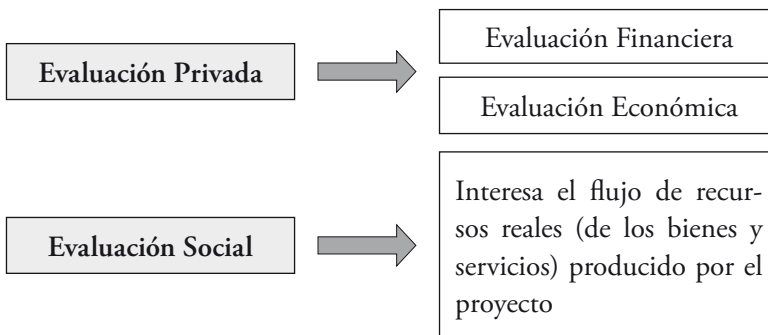 Evaluación Privada
Evaluación Financiera
Evaluación Económica
Evaluación Social
Interesa el flujo de recur-
sos reales (de los bienes y
servicios) producido por el
proyecto